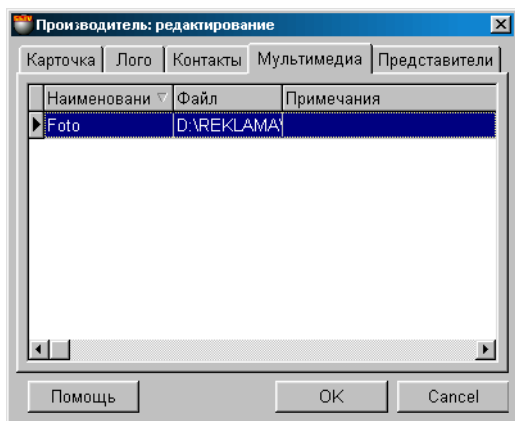 Производитель: редактирование
Карточка Лого Контакты Мультимедиа Представители
Наименовани Файл Примечания
Foto D:\REKLAMA\
Помощь OK Cancel